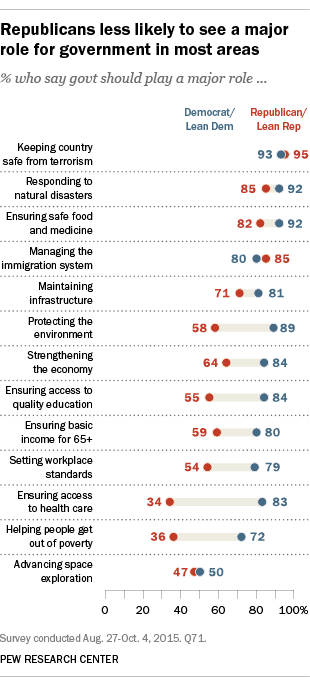 Republicans less likely to see a major
role for government in most areas
% who say govt should play a major role ...
Democrat/ Republican/
Lean Dem Lean Rep
Keeping country
safe from terrorism 93 95
Responding to
natural disasters 85 92
Ensuring safe food
and medicine 82 92
Managing the
immigration system 80 85
Maintaining
infrastructure 71 81
Protecting the
environment 58 89
Strengthening
the economy 64 84
Ensuring access to
quality education 55 84
Ensuring basic
income for 65+ 59 80
Setting workplace
standards 54 79
Ensuring access
to health care 34 83
Helping people get
out of poverty 36 72
Advancing space
exploration 47 50
0 20 40 60 80 100%
Survey conducted Aug. 27-Oct. 4, 2015. Q71.
PEW RESEARCH CENTER